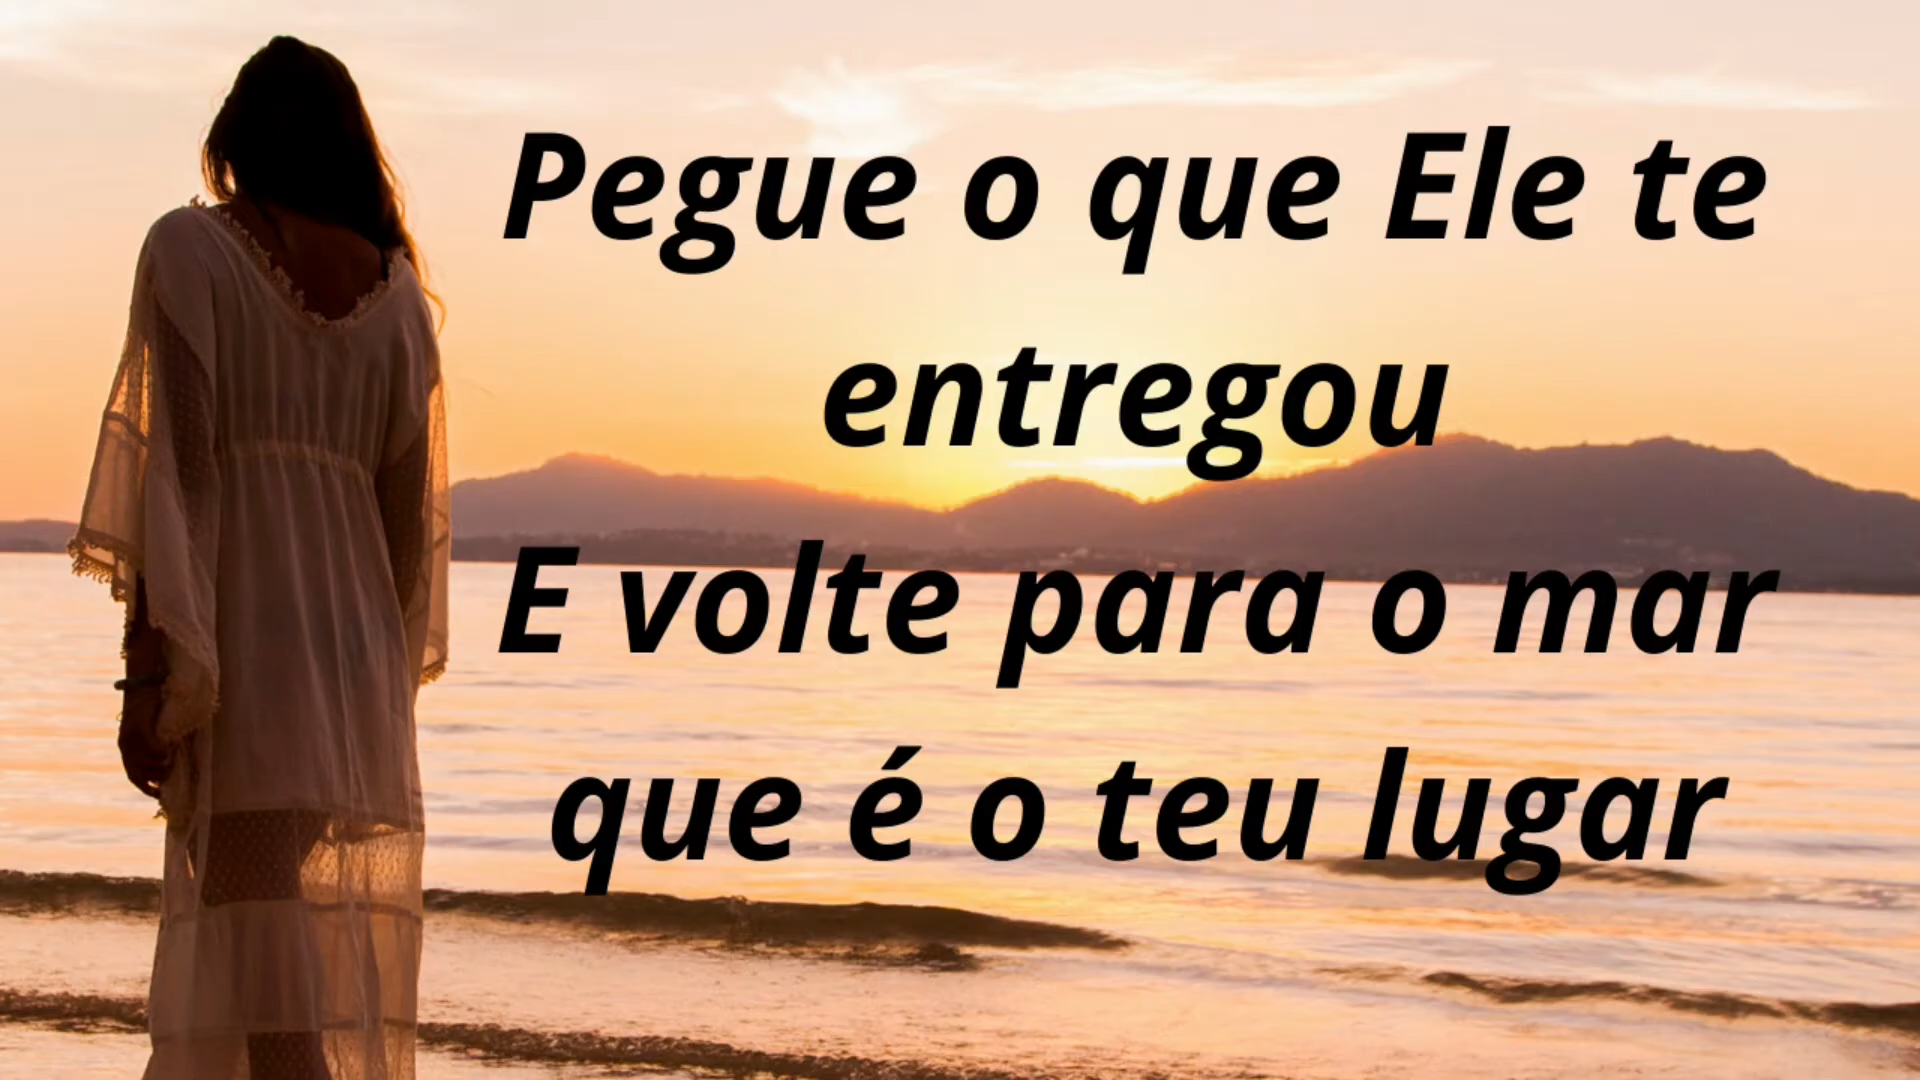 Pegue o que Ele te
entregou
E volte para o mar
que é o teu lugar